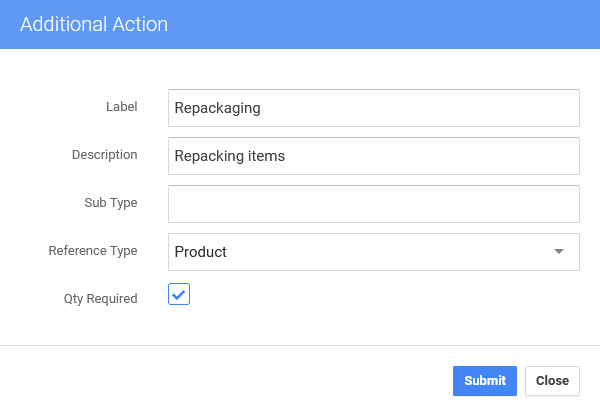 Additional Action
Label Repackaging
Description Repacking items
Sub Type
Reference Type Product
Qty Required
Submit Close